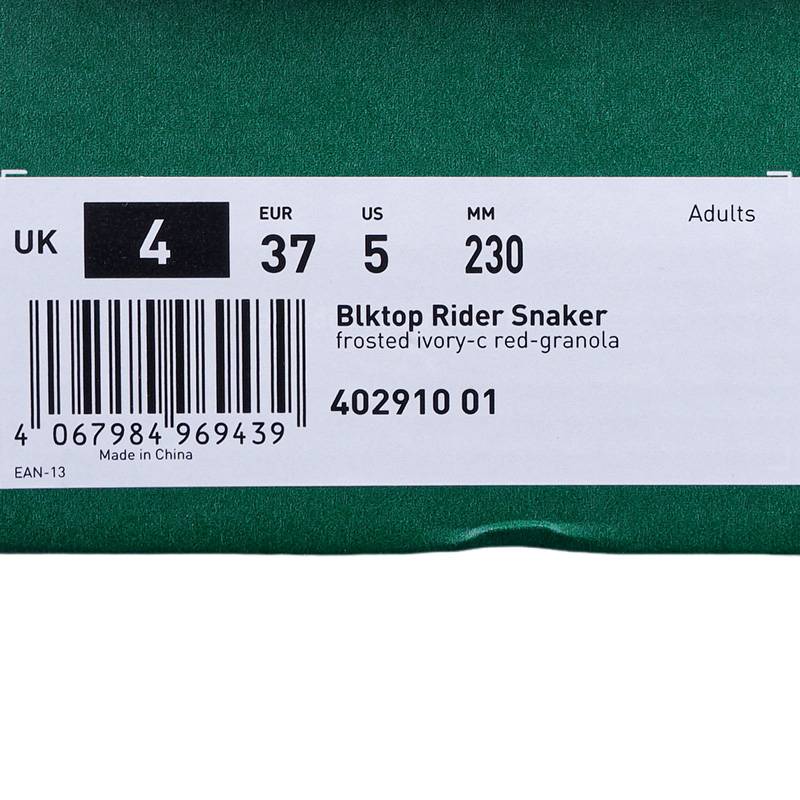 UK 4
EUR US MM Adults
37 5 230
Blktop Rider Snaker
frosted ivory-c red-granola
402910 01
4 067984 969439
Made in China
EAN-13